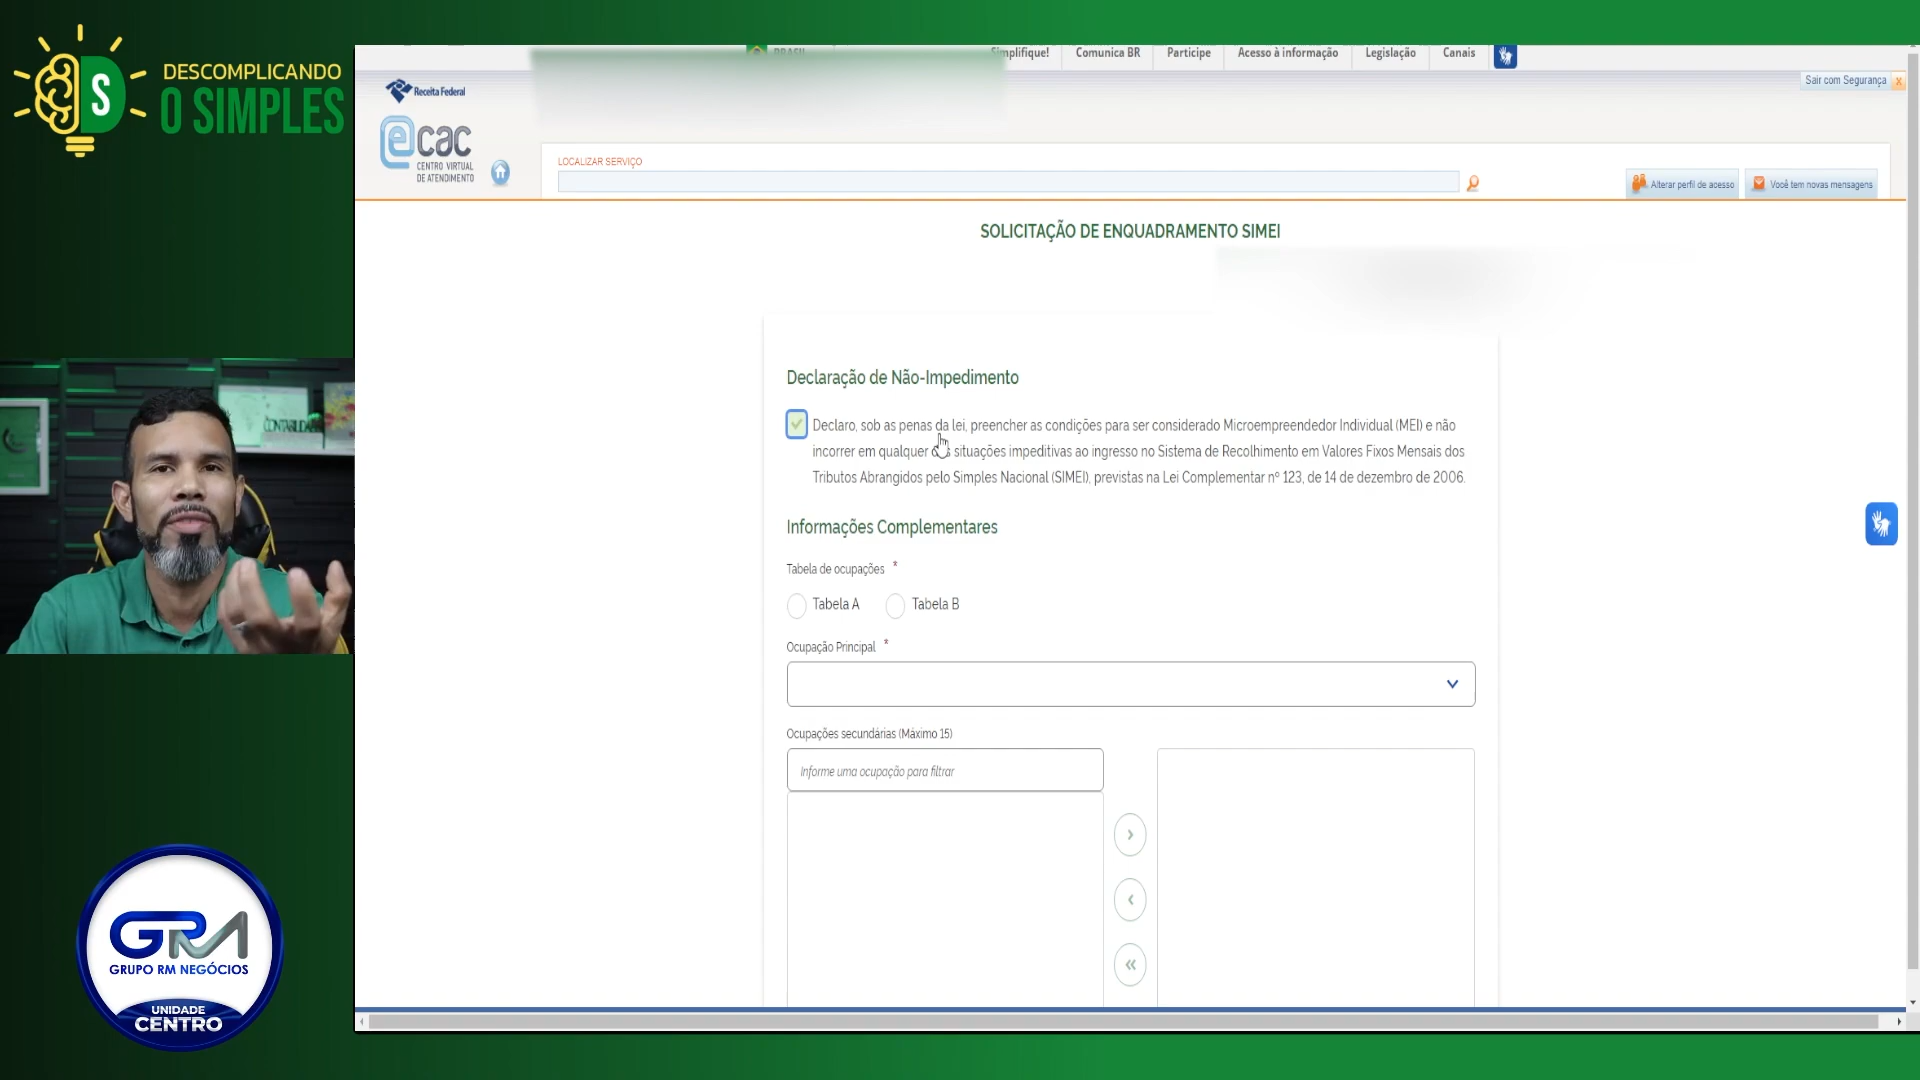 DESCOMPLICANDO
O SIMPLES
S
BRASIL
Simplifique!
Comunica BR
Participe
Acesso à informação
Legislação
Canais
Receita Federal
Sair com Segurança
x
e cac
CENTRO VIRTUAL
DE ATENDIMENTO
LOCALIZAR SERVIÇO
Alterar perfil de acesso
Você tem novas mensagens
SOLICITAÇÃO DE ENQUADRAMENTO SIMEI
Declaração de Não-Impedimento
Declaro, sob as penas da lei, preencher as condições para ser considerado Microempreendedor Individual (MEI) e não
incorrer em qualquer das situações impeditivas ao ingresso no Sistema de Recolhimento em Valores Fixos Mensais dos
Tributos Abrangidos pelo Simples Nacional (SIMEI), previstas na Lei Complementar nº 123, de 14 de dezembro de 2006.
Informações Complementares
Tabela de ocupações *
Tabela A
Tabela B
Ocupação Principal *
Ocupações secundárias (Máximo 15)
Informe uma ocupação para filtrar
CONTABILIDADE
GRM
GRUPO RM NEGÓCIOS
UNIDADE
CENTRO